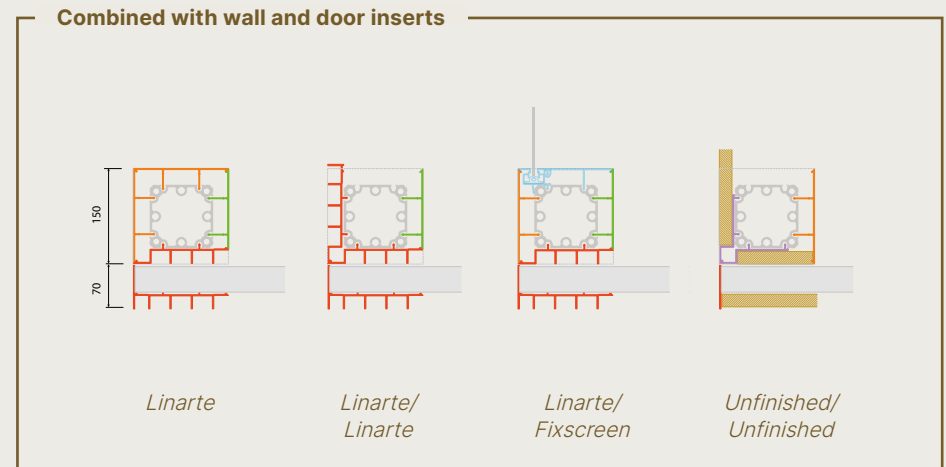 Combined with wall and door inserts
150
70
Linarte
Linarte/
Linarte
Linarte/
Fixscreen
Unfinished/
Unfinished